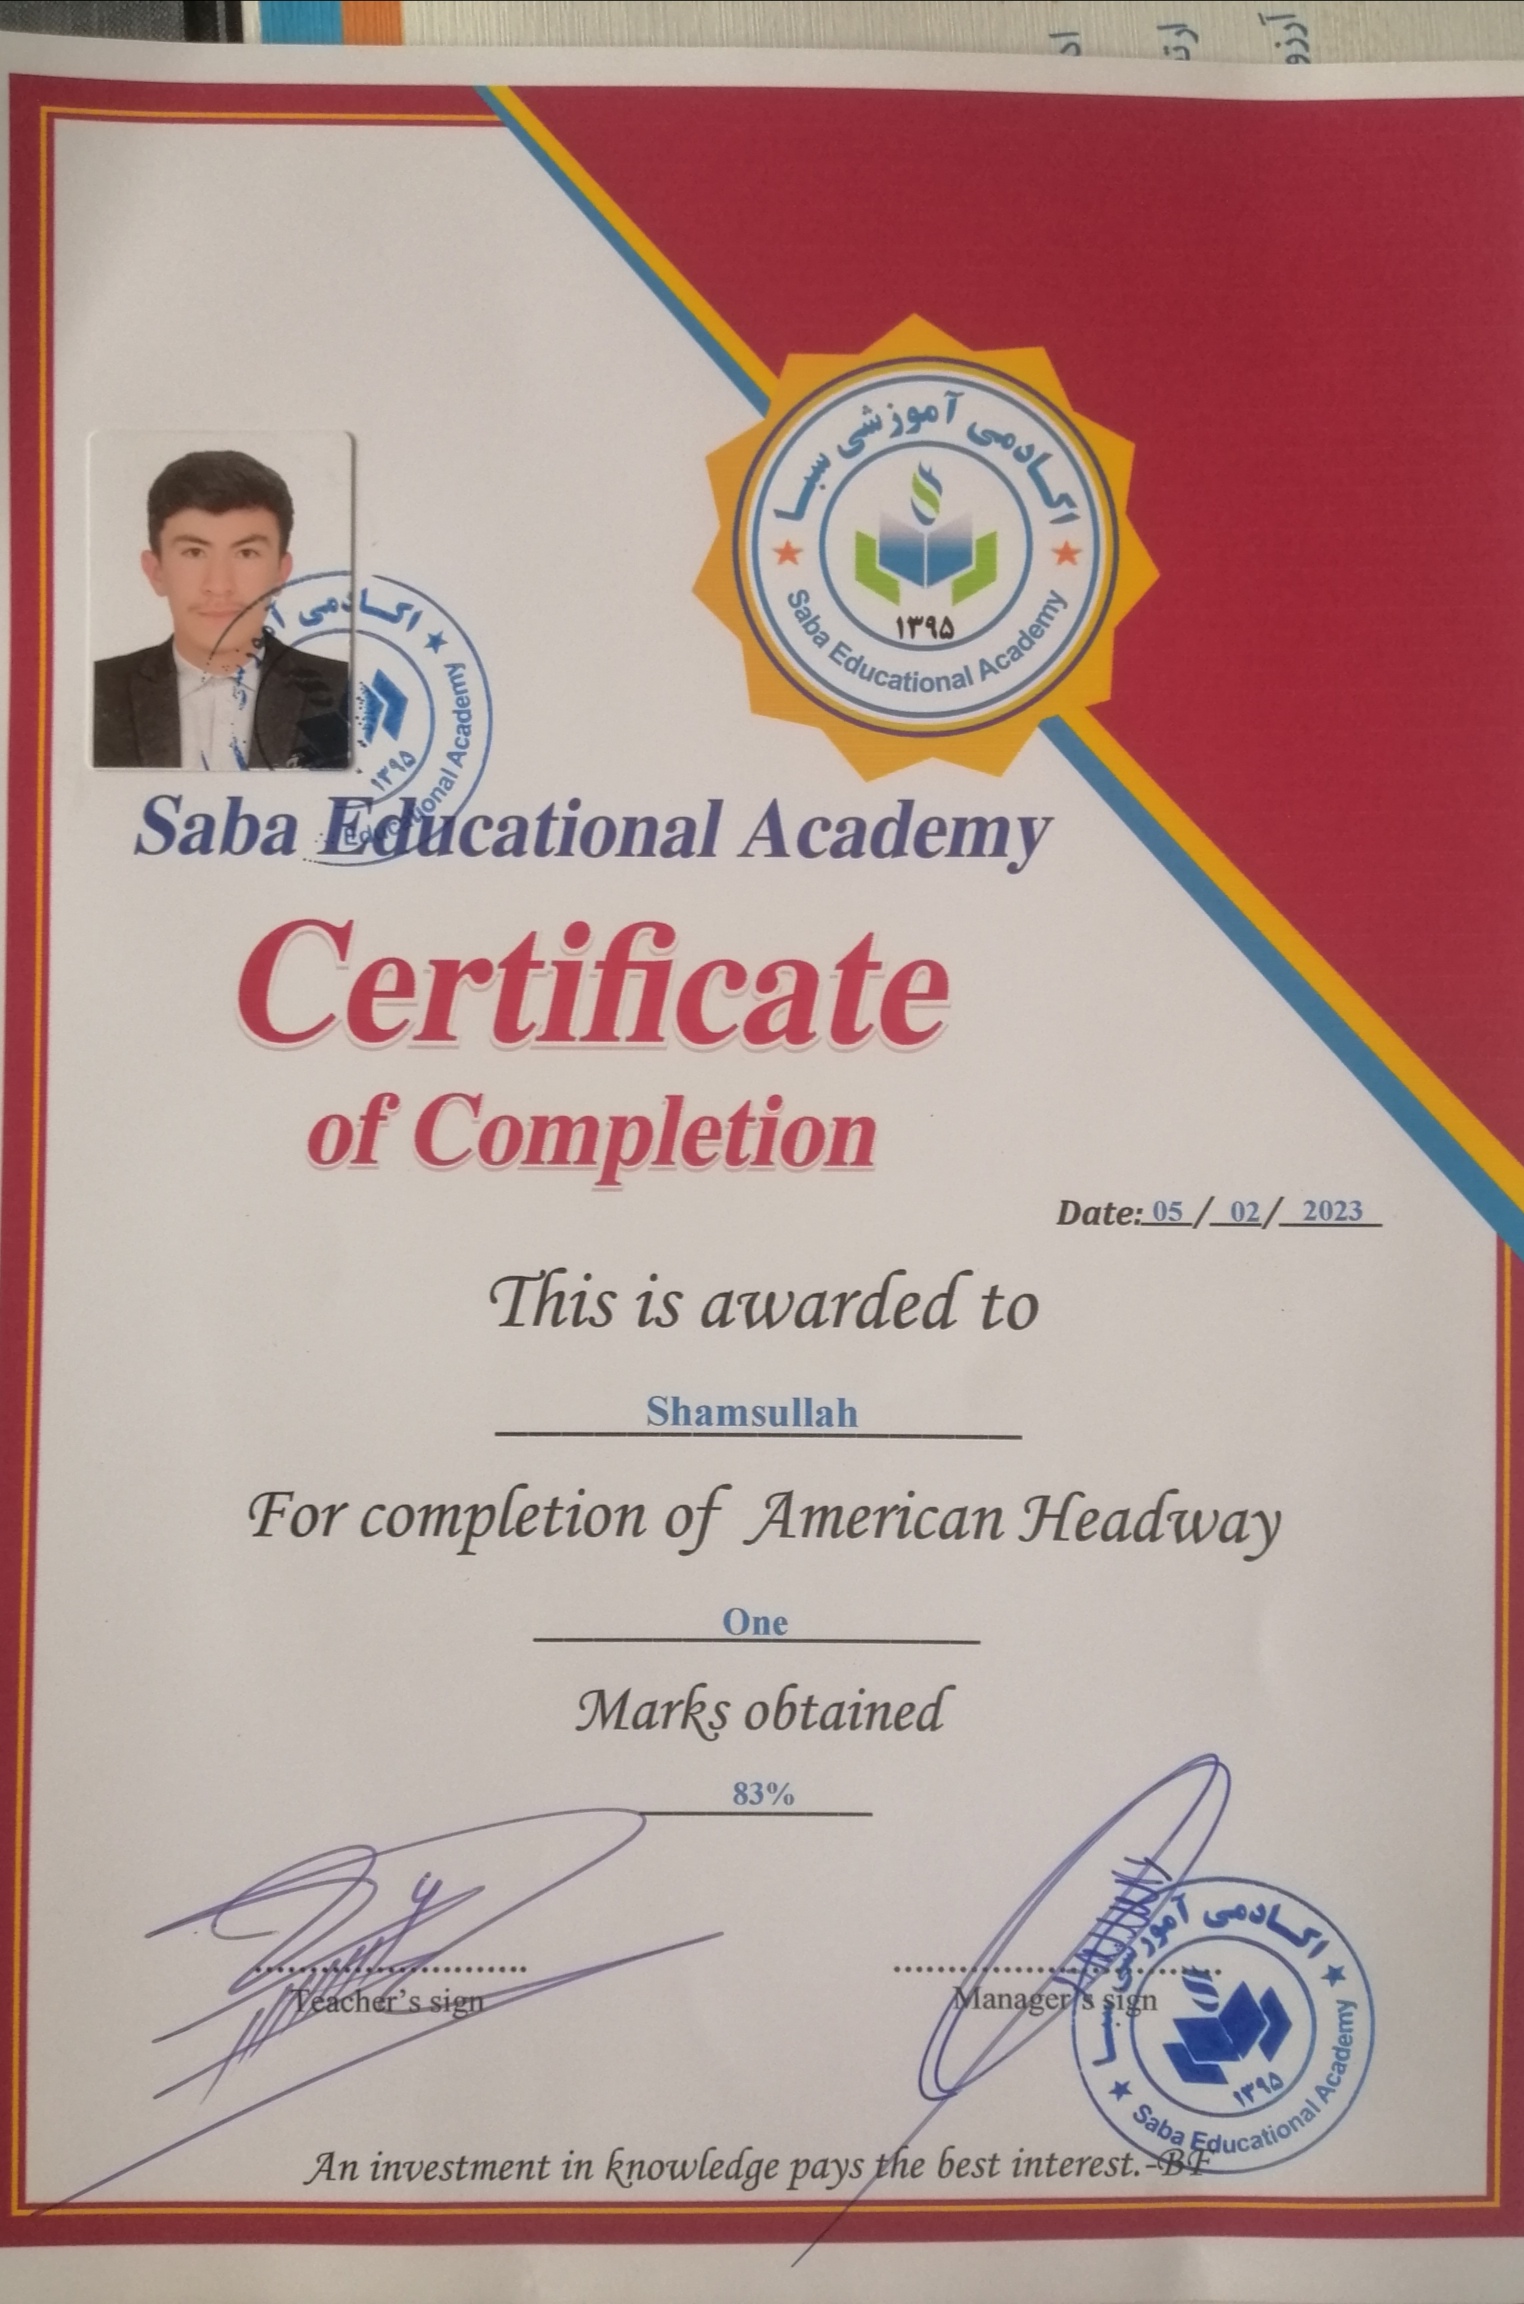 اد
ارت
آرزو
اکادمی آموزشی سبا
۱۳۹۵
Saba Educational Academy
اکادمی آموزشی
۱۳۹۵
Educational Academy
Saba Educational Academy
Certificate
of Completion
Date: 05 / 02 / 2023
This is awarded to
Shamsullah
For completion of American Headway
One
Marks obtained
83%
Teacher's sign
Manager's sign
اکادمی آموزشی سبا
۱۳۹۵
Saba Educational Academy
An investment in knowledge pays the best interest.-BF